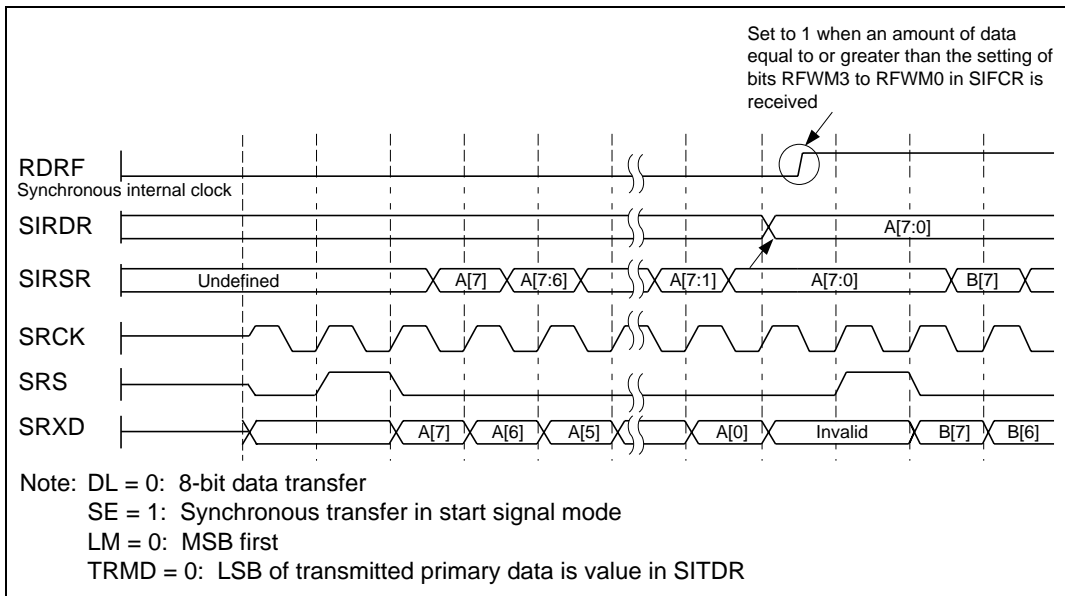 Set to 1 when an amount of data
equal to or greater than the setting of
bits RFWM3 to RFWM0 in SIFCR is
received
RDRF
Synchronous internal clock
SIRDR
A[7:0]
SIRSR
Undefined
A[7]
A[7:6]
A[7:1]
A[7:0]
B[7]
SRCK
SRS
SRXD
A[7]
A[6]
A[5]
A[0]
Invalid
B[7]
B[6]
Note: DL = 0: 8-bit data transfer
SE = 1: Synchronous transfer in start signal mode
LM = 0: MSB first
TRMD = 0: LSB of transmitted primary data is value in SITDR